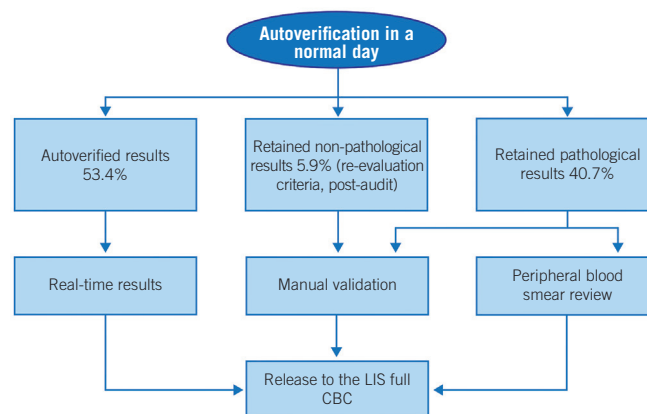 Autoverification in a
normal day
Autoverified results
53.4%
Retained non-pathological
results 5.9% (re-evaluation
criteria, post-audit)
Retained pathological
results 40.7%
Real-time results
Manual validation
Peripheral blood
smear review
Release to the LIS full
CBC